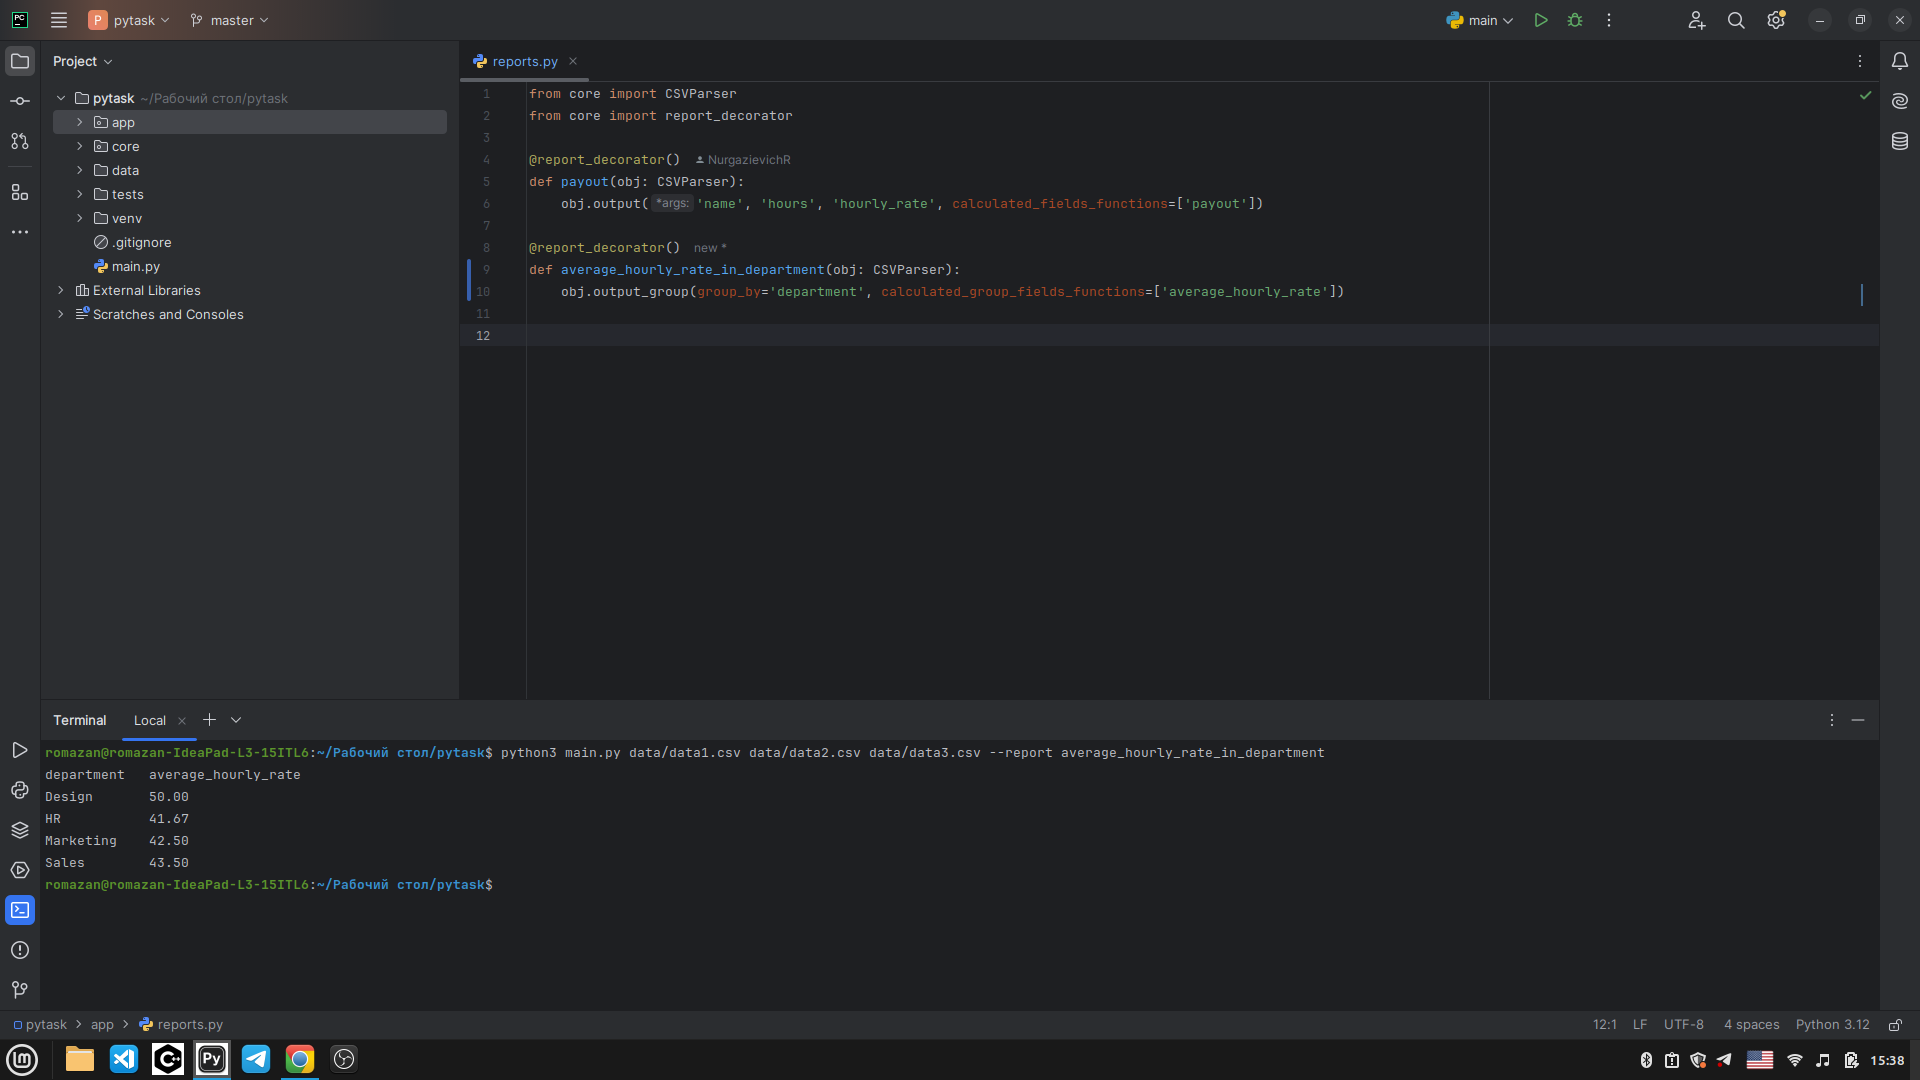 PC
P pytask master main
Project
reports.py
pytask ~/Рабочий стол/pytask
app
core
data
tests
venv
.gitignore
main.py
External Libraries
Scratches and Consoles
1 from core import CSVParser
2 from core import report_decorator
3
4 @report_decorator() NurgazievichR
5 def payout(obj: CSVParser):
6 obj.output( *args: 'name', 'hours', 'hourly_rate', calculated_fields_functions=['payout'])
7
8 @report_decorator() new *
9 def average_hourly_rate_in_department(obj: CSVParser):
10 obj.output_group(group_by='department', calculated_group_fields_functions=['average_hourly_rate'])
11
12
Terminal Local
romazan@romazan-IdeaPad-L3-15ITL6:~/Рабочий стол/pytask$ python3 main.py data/data1.csv data/data2.csv data/data3.csv --report average_hourly_rate_in_department
department average_hourly_rate
Design 50.00
HR 41.67
Marketing 42.50
Sales 43.50
romazan@romazan-IdeaPad-L3-15ITL6:~/Рабочий стол/pytask$
pytask > app > reports.py 12:1 LF UTF-8 4 spaces Python 3.12
lm C++ Py 15:38